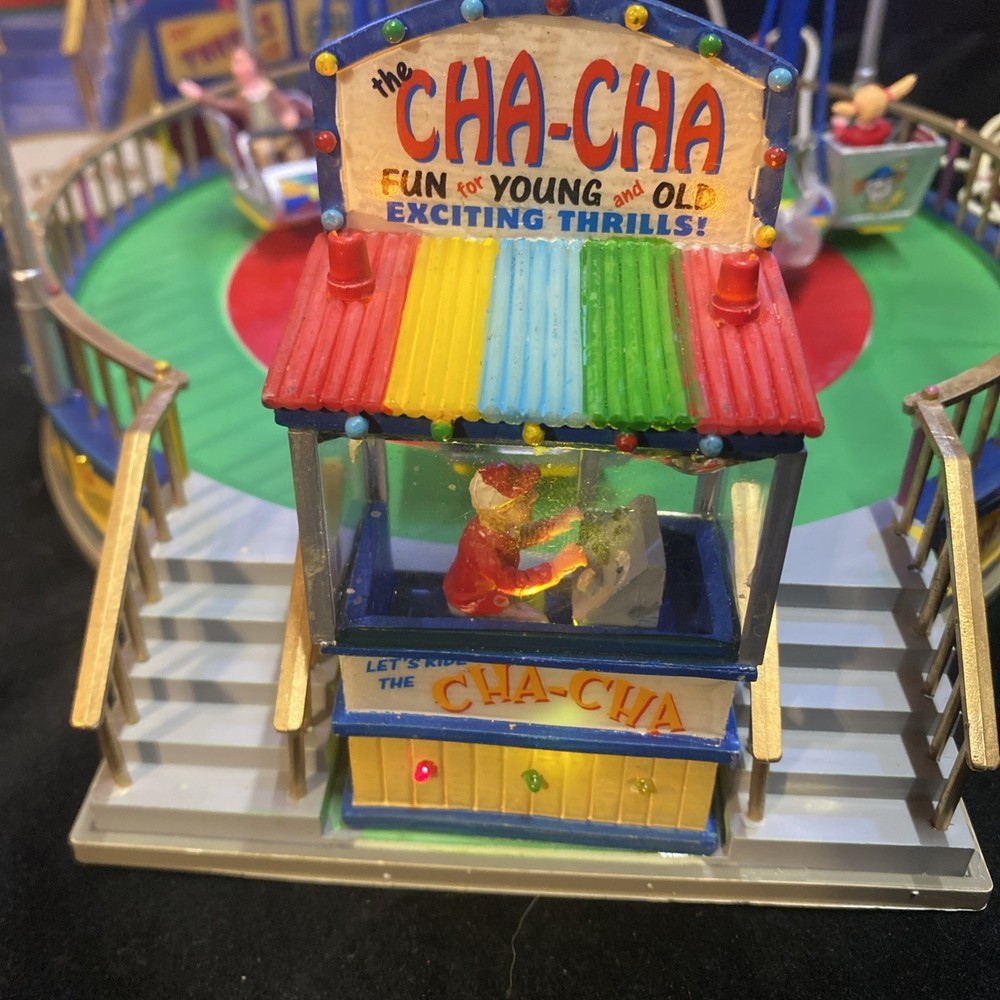 the CHA-CHA
FUN for YOUNG and OLD
EXCITING THRILLS!
LET'S RIDE
THE CHA-CHA